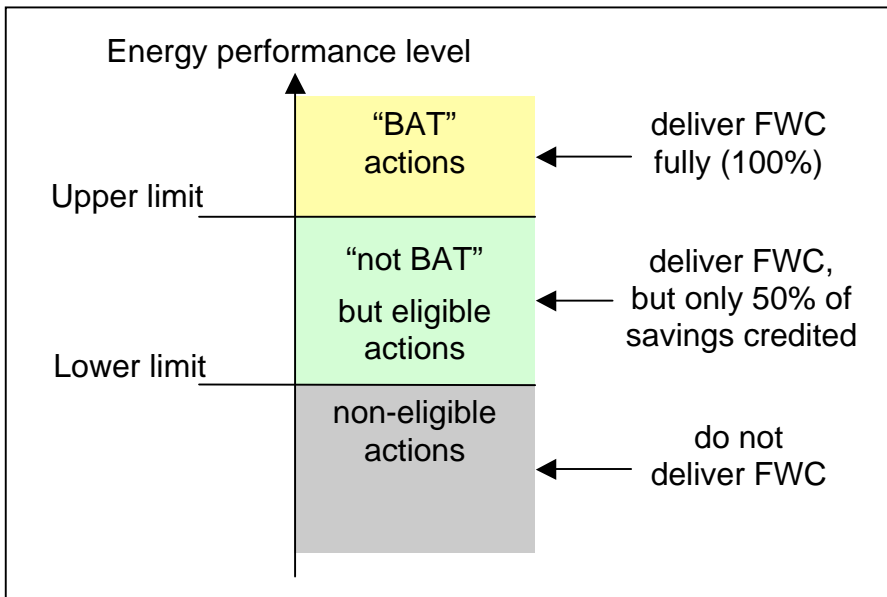 Energy performance level
“BAT”
actions
deliver FWC
fully (100%)
Upper limit
“not BAT”
but eligible
actions
deliver FWC,
but only 50% of
savings credited
Lower limit
non-eligible
actions
do not
deliver FWC